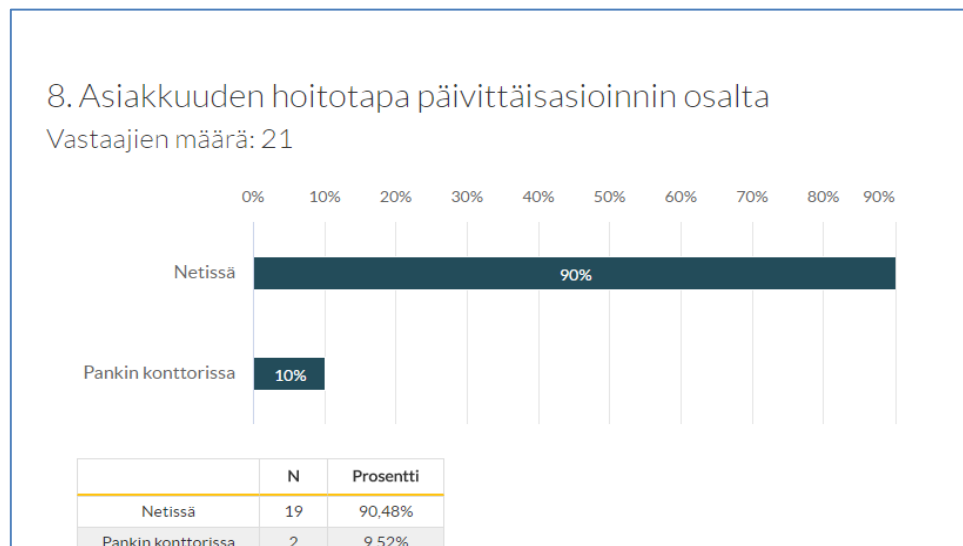 8. Asiakkuuden hoitotapa päivittäisasioinnin osalta
Vastaajien määrä: 21
0% 10% 20% 30% 40% 50% 60% 70% 80% 90%
Netissä 90%
Pankin konttorissa 10%
N Prosentti
Netissä 19 90,48%
Pankin konttorissa 2 9,52%